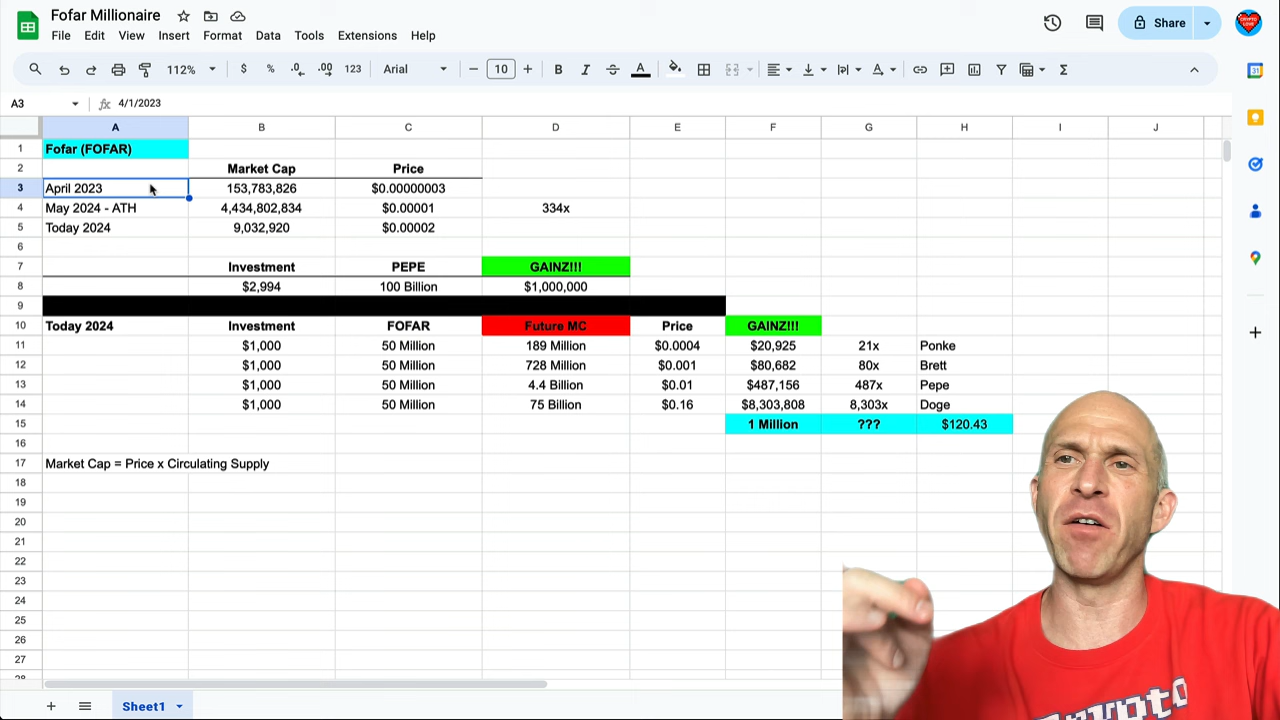 Fofar Millionaire
File Edit View Insert Format Data Tools Extensions Help
Share
112% $ % .0 .00 123 Arial 10 B I S A
A3 fx 4/1/2023
A B C D E F G H I J
1 Fofar (FOFAR)
2 Market Cap Price
3 April 2023 153,783,826 $0.00000003
4 May 2024 - ATH 4,434,802,834 $0.00001 334x
5 Today 2024 9,032,920 $0.00002
6
7 Investment PEPE GAINZ!!!
8 $2,994 100 Billion $1,000,000
9
10 Today 2024 Investment FOFAR Future MC Price GAINZ!!!
11 $1,000 50 Million 189 Million $0.0004 $20,925 21x Ponke
12 $1,000 50 Million 728 Million $0.001 $80,682 80x Brett
13 $1,000 50 Million 4.4 Billion $0.01 $487,156 487x Pepe
14 $1,000 50 Million 75 Billion $0.16 $8,303,808 8,303x Doge
15 1 Million ??? $120.43
16
17 Market Cap = Price x Circulating Supply
18
19
20
21
22
23
24
25
26
27
Sheet1